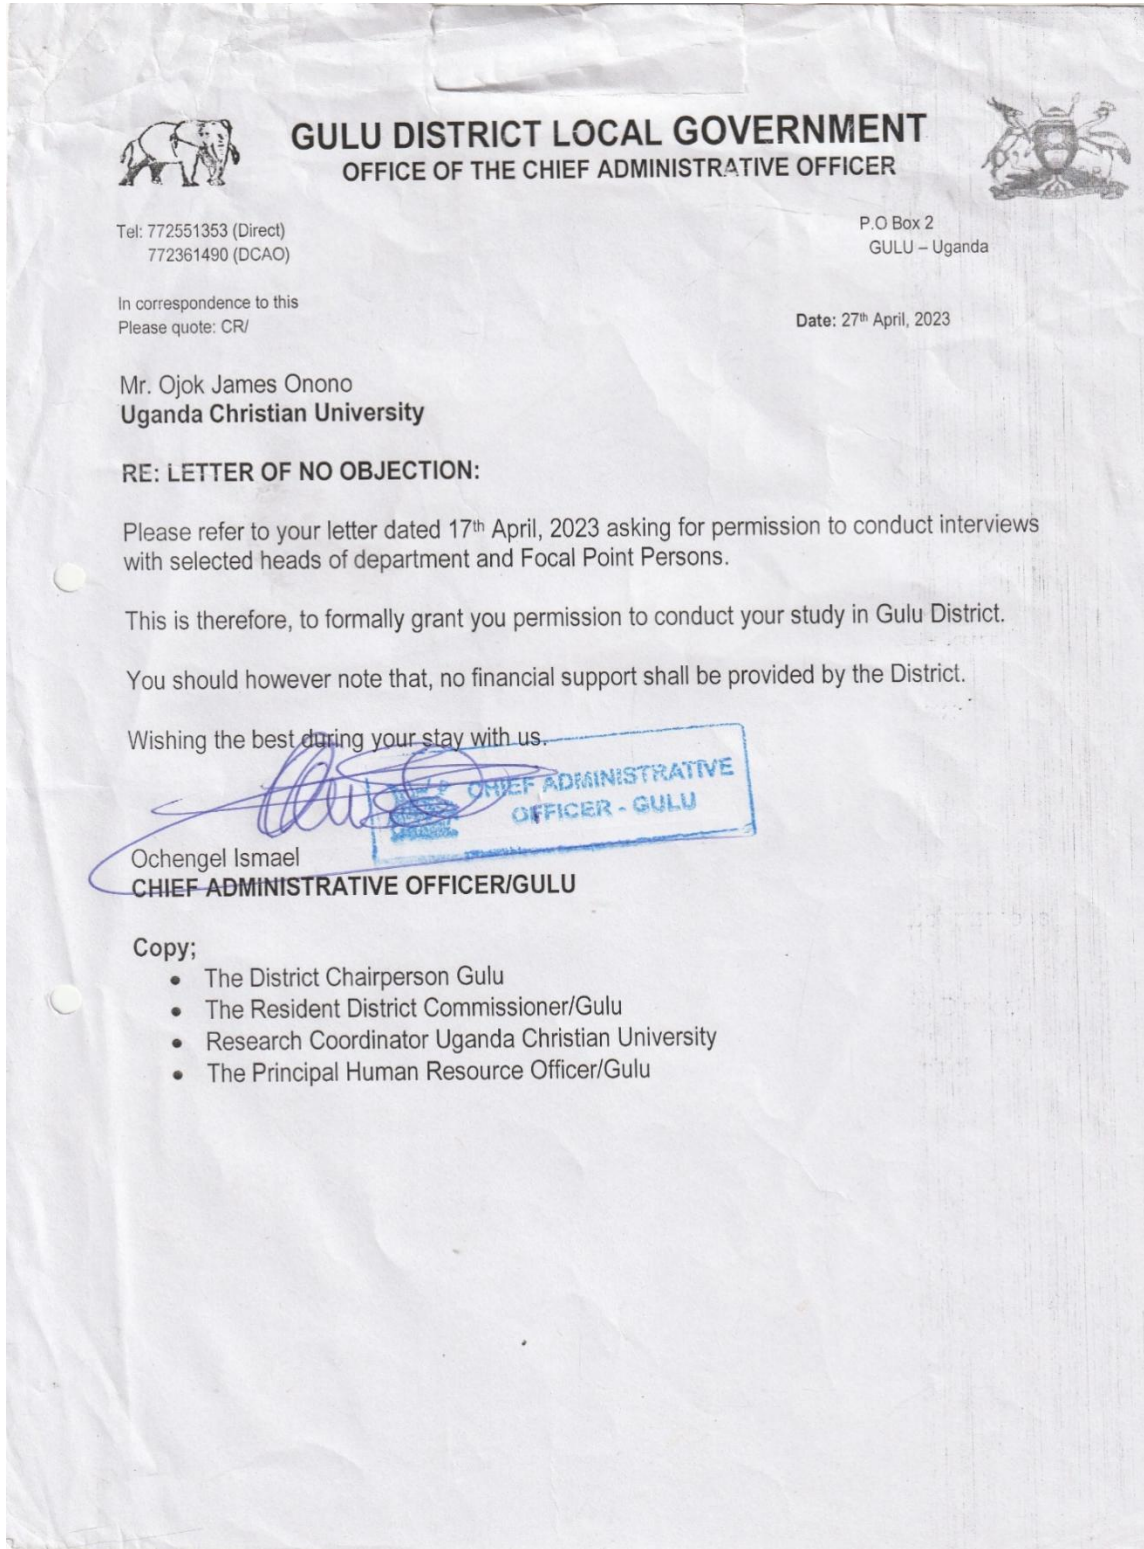 GULU DISTRICT LOCAL GOVERNMENT
OFFICE OF THE CHIEF ADMINISTRATIVE OFFICER
Tel: 772551353 (Direct)
772361490 (DCAO)
P.O Box 2
GULU – Uganda
In correspondence to this
Please quote: CR/
Date: 27th April, 2023
Mr. Ojok James Onono
Uganda Christian University
RE: LETTER OF NO OBJECTION:
Please refer to your letter dated 17th April, 2023 asking for permission to conduct interviews
with selected heads of department and Focal Point Persons.
This is therefore, to formally grant you permission to conduct your study in Gulu District.
You should however note that, no financial support shall be provided by the District.
Wishing the best during your stay with us.
CHIEF ADMINISTRATIVE
OFFICER - GULU
Ochengel Ismael
CHIEF ADMINISTRATIVE OFFICER/GULU
Copy;
• The District Chairperson Gulu
• The Resident District Commissioner/Gulu
• Research Coordinator Uganda Christian University
• The Principal Human Resource Officer/Gulu